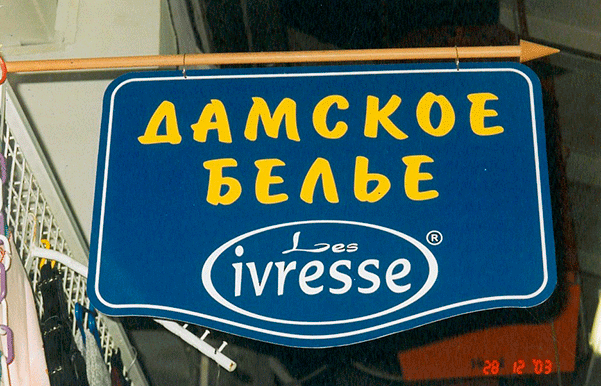 ДАМСКОЕ
БЕЛЬЕ
Les
ivresse ®
28 12 '03